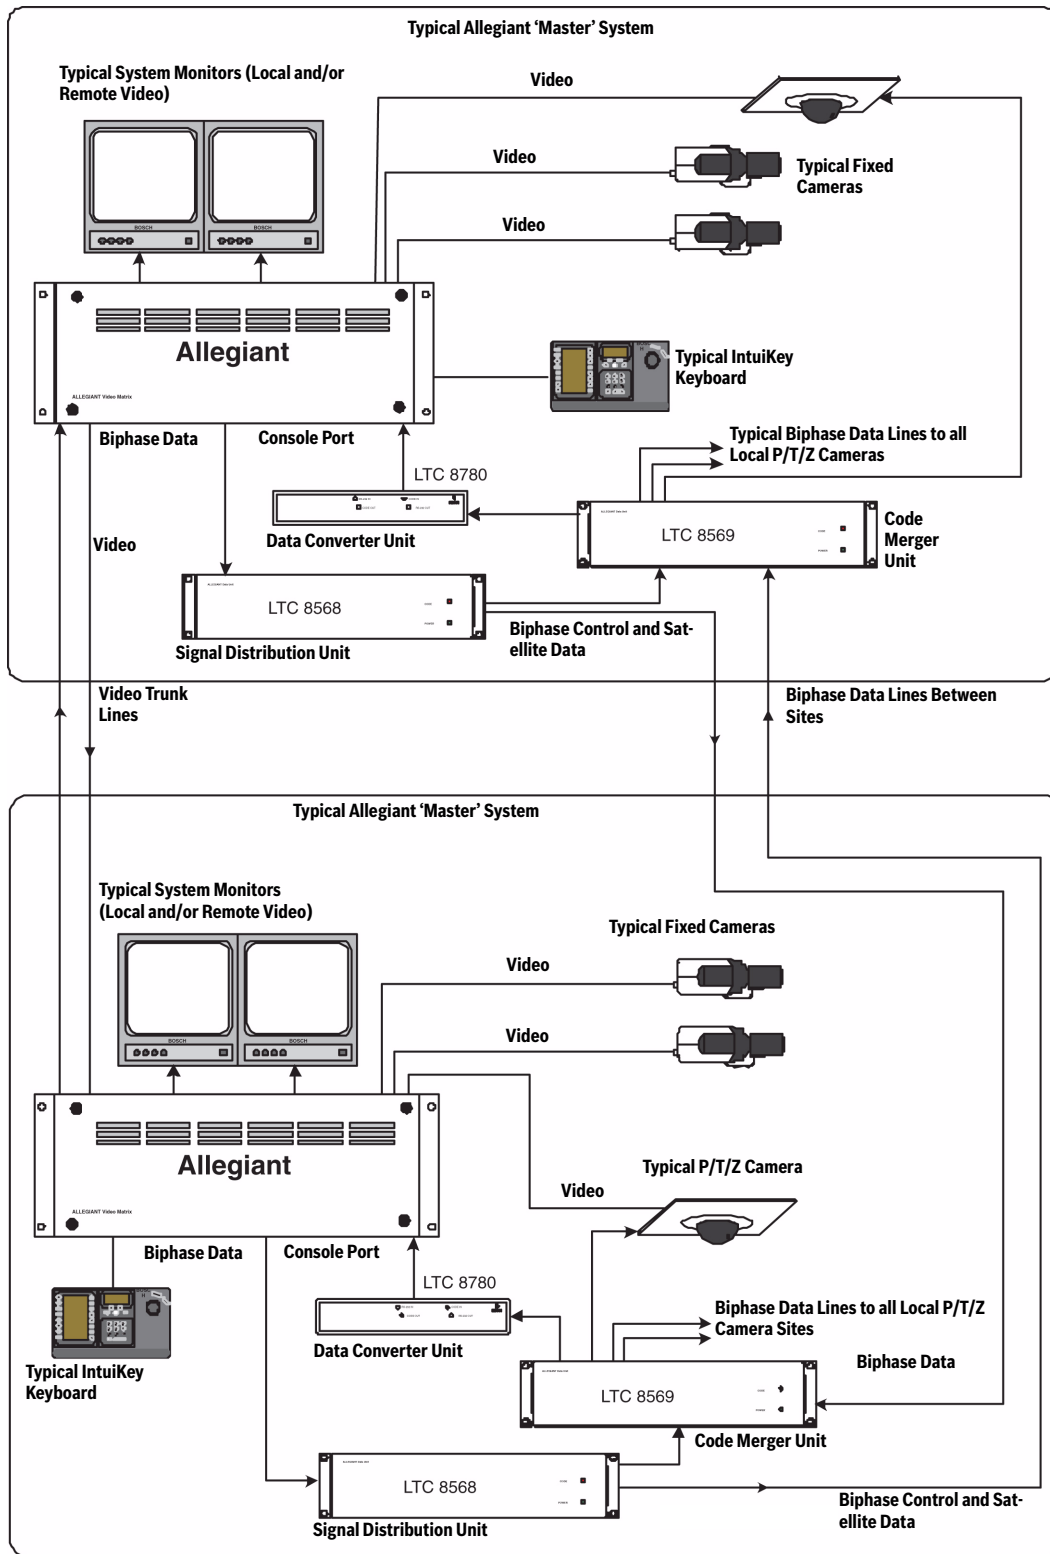 Typical Allegiant ‘Master’ System
Typical System Monitors (Local and/or
Remote Video)
Video
Video
Typical Fixed
Cameras
Video
BOSCH
BOSCH
Allegiant
ALLEGIANT Video Matrix
Typical IntuiKey
Keyboard
Biphase Data
Console Port
Typical Biphase Data Lines to all
Local P/T/Z Cameras
LTC 8780
Data Converter Unit
LTC 8569
Code
Merger
Unit
Video
LTC 8568
Signal Distribution Unit
Biphase Control and Sat-
ellite Data
Video Trunk
Lines
Biphase Data Lines Between
Sites
Typical Allegiant ‘Master’ System
Typical System Monitors
(Local and/or Remote Video)
Typical Fixed Cameras
Video
Video
BOSCH
BOSCH
Allegiant
ALLEGIANT Video Matrix
Typical P/T/Z Camera
Video
Biphase Data
Console Port
LTC 8780
Data Converter Unit
Biphase Data Lines to all Local P/T/Z
Camera Sites
Biphase Data
Typical IntuiKey
Keyboard
LTC 8569
Code Merger Unit
LTC 8568
Signal Distribution Unit
Biphase Control and Sat-
ellite Data